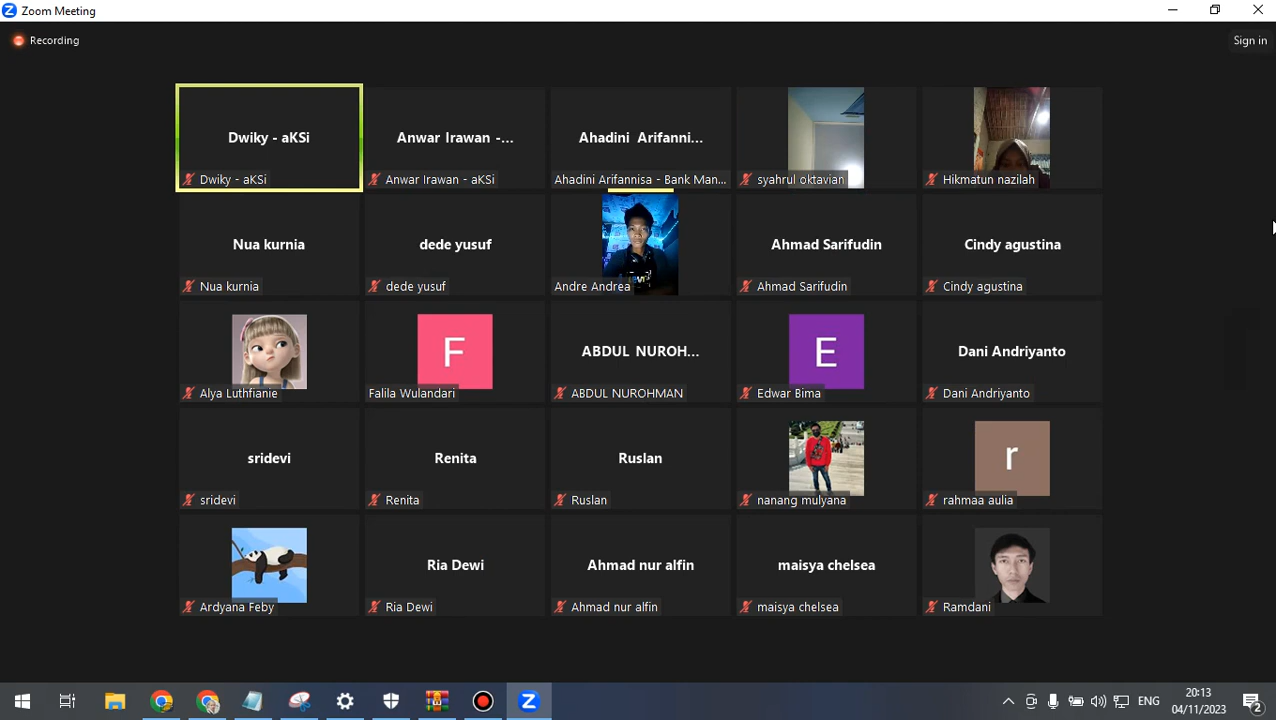 Zoom Meeting
Recording
Sign in
Dwiky - aKSi
Anwar Irawan -...
Ahadini Arifanni...
Dwiky - aKSi
Anwar Irawan - aKSi
Ahadini Arifannisa - Bank Man...
syahrul oktavian
Hikmatun nazilah
Nua kurnia
dede yusuf
Ahmad Sarifudin
Cindy agustina
Nua kurnia
dede yusuf
Andre Andrea
Ahmad Sarifudin
Cindy agustina
F
ABDUL NUROH...
E
Dani Andriyanto
Alya Luthfianie
Falila Wulandari
ABDUL NUROHMAN
Edwar Bima
Dani Andriyanto
sridevi
Renita
Ruslan
r
sridevi
Renita
Ruslan
nanang mulyana
rahmaa aulia
Ria Dewi
Ahmad nur alfin
maisya chelsea
Ardyana Feby
Ria Dewi
Ahmad nur alfin
maisya chelsea
Ramdani
ENG
20:13
04/11/2023
2